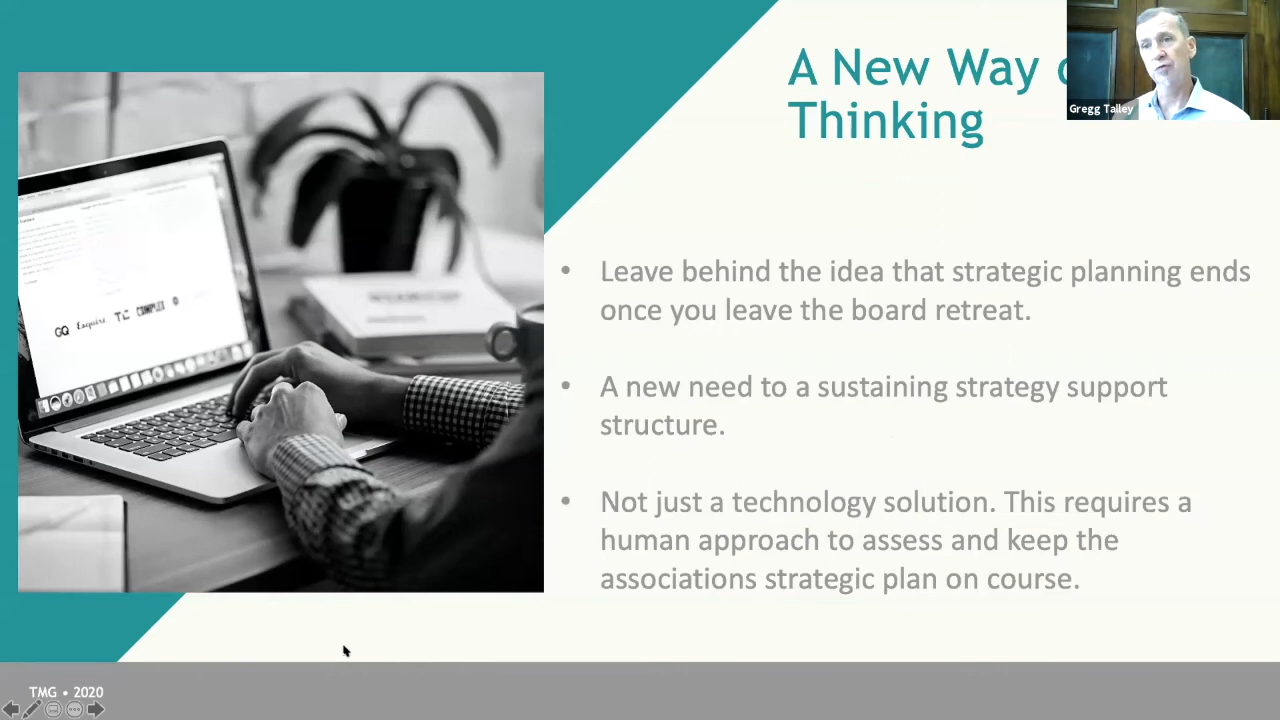 A New Way
Thinking
Gregg Talley
GQ Esquire COMPLEX
Leave behind the idea that strategic planning ends
once you leave the board retreat.
A new need to a sustaining strategy support
structure.
Not just a technology solution. This requires a
human approach to assess and keep the
associations strategic plan on course.
TMG • 2020